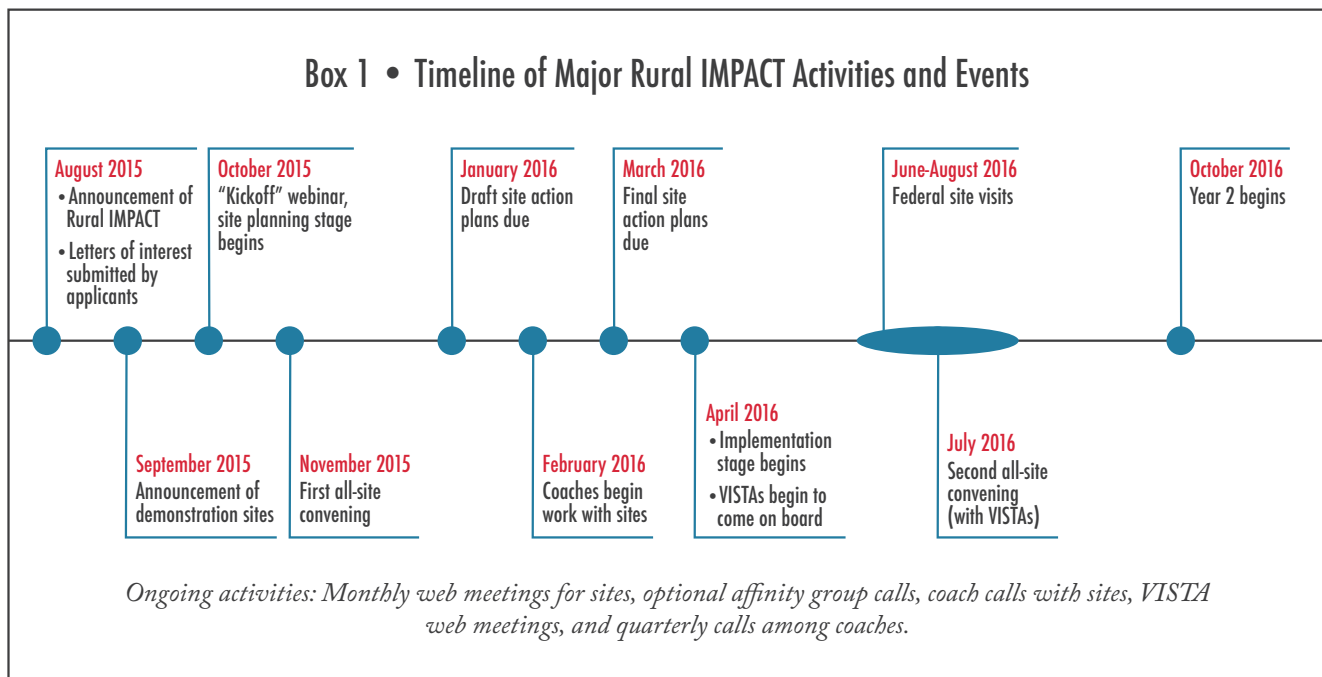 Box 1 • Timeline of Major Rural IMPACT Activities and Events
August 2015
• Announcement of
Rural IMPACT
• Letters of interest
submitted by
applicants
October 2015
“Kickoff” webinar,
site planning stage
begins
January 2016
Draft site action
plans due
March 2016
Final site
action plans
due
June-August 2016
Federal site visits
October 2016
Year 2 begins
September 2015
Announcement of
demonstration sites
November 2015
First all-site
convening
February 2016
Coaches begin
work with sites
April 2016
• Implementation
stage begins
• VISTAs begin to
come on board
July 2016
Second all-site
convening
(with VISTAs)
Ongoing activities: Monthly web meetings for sites, optional affinity group calls, coach calls with sites, VISTA
web meetings, and quarterly calls among coaches.